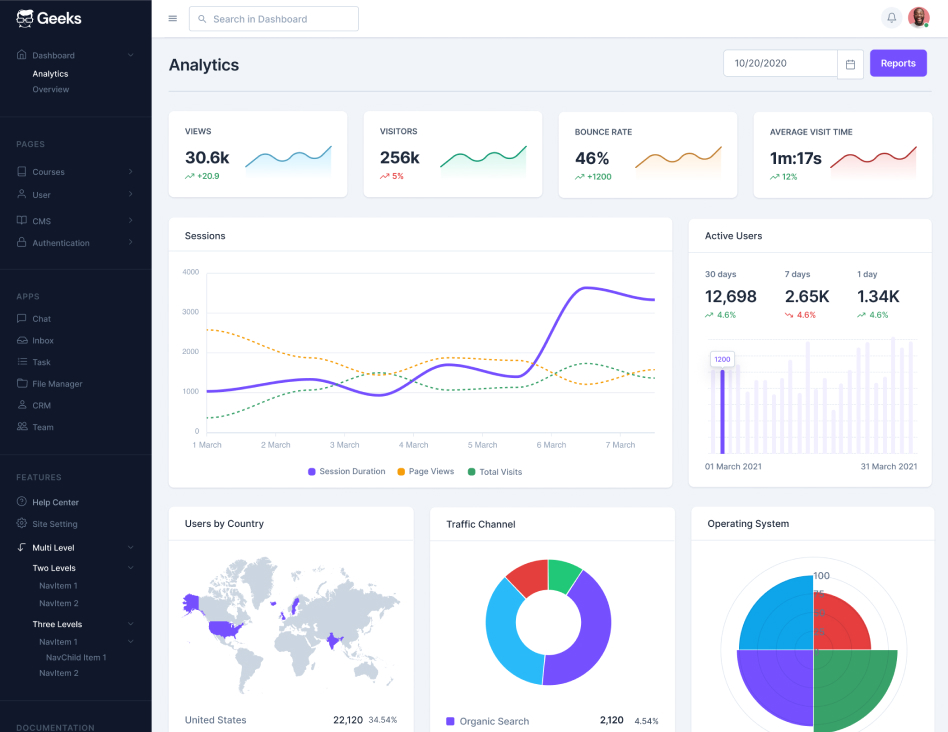 Geeks
Search in Dashboard
Dashboard
Analytics
Overview
PAGES
Courses
User
CMS
Authentication
APPS
Chat
Inbox
Task
File Manager
CRM
Team
FEATURES
Help Center
Site Setting
Multi Level
Two Levels
NavItem 1
NavItem 2
Three Levels
NavItem 1
NavChild Item 1
NavItem 2
DOCUMENTATION
Analytics
10/20/2020
Reports
VIEWS
30.6k
+20.9
VISITORS
256k
5%
BOUNCE RATE
46%
+1200
AVERAGE VISIT TIME
1m:17s
12%
Sessions
4000
3000
2000
1000
0
1 March 2 March 3 March 4 March 5 March 6 March 7 March
Session Duration Page Views Total Visits
Active Users
30 days 7 days 1 day
12,698 2.65K 1.34K
4.6% 4.6% 4.6%
1200
01 March 2021 31 March 2021
Users by Country
United States 22,120 34.54%
Traffic Channel
Organic Search 2,120 4.54%
Operating System
100